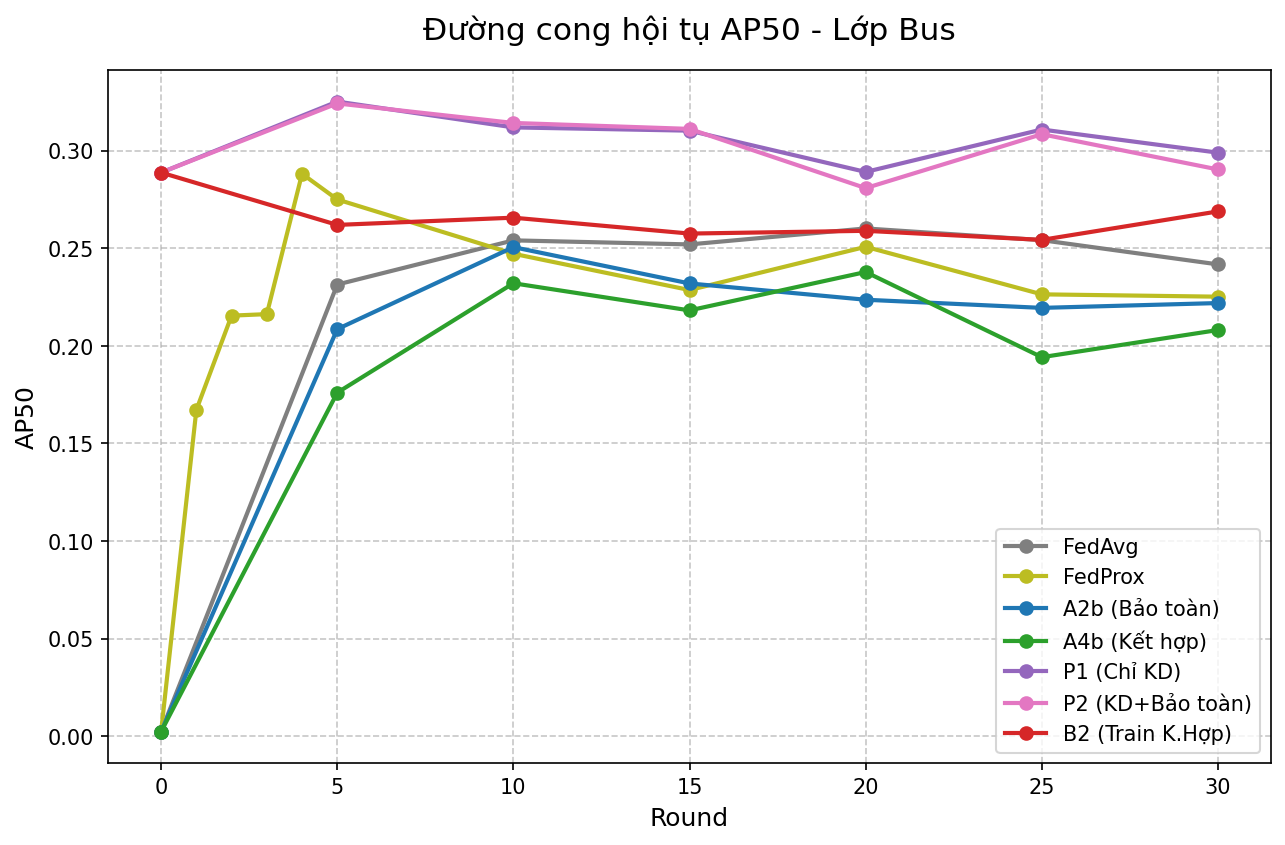 Đường cong hội tụ AP50 - Lớp Bus
AP50
0.30
0.25
0.20
0.15
0.10
0.05
0.00
0 5 10 15 20 25 30
Round
FedAvg
FedProx
A2b (Bảo toàn)
A4b (Kết hợp)
P1 (Chỉ KD)
P2 (KD+Bảo toàn)
B2 (Train K.Hợp)